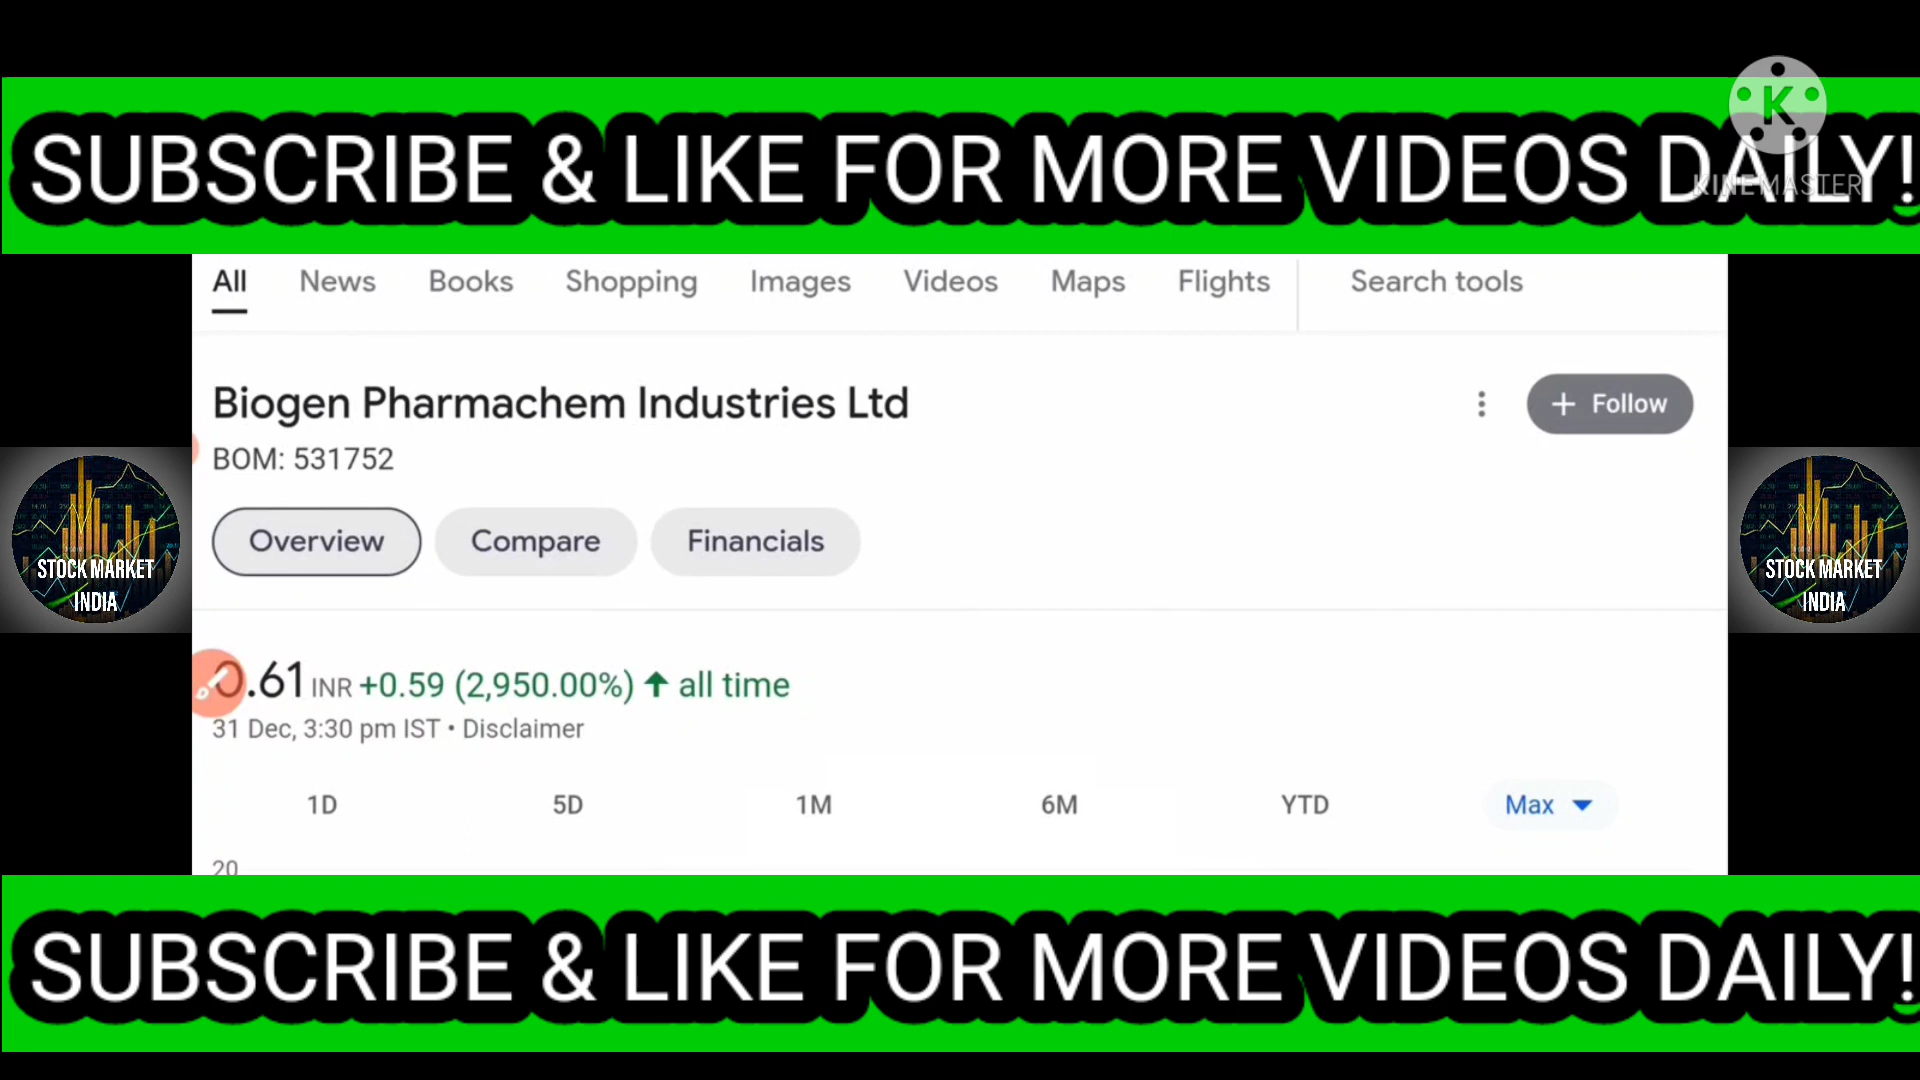 SUBSCRIBE & LIKE FOR MORE VIDEOS DAILY!
KINEMASTER
All News Books Shopping Images Videos Maps Flights Search tools
Biogen Pharmachem Industries Ltd
+ Follow
BOM: 531752
Overview Compare Financials
STOCK MARKET
INDIA
STOCK MARKET
INDIA
0.61 INR +0.59 (2,950.00%) ↑ all time
31 Dec, 3:30 pm IST • Disclaimer
1D 5D 1M 6M YTD Max
20
SUBSCRIBE & LIKE FOR MORE VIDEOS DAILY!